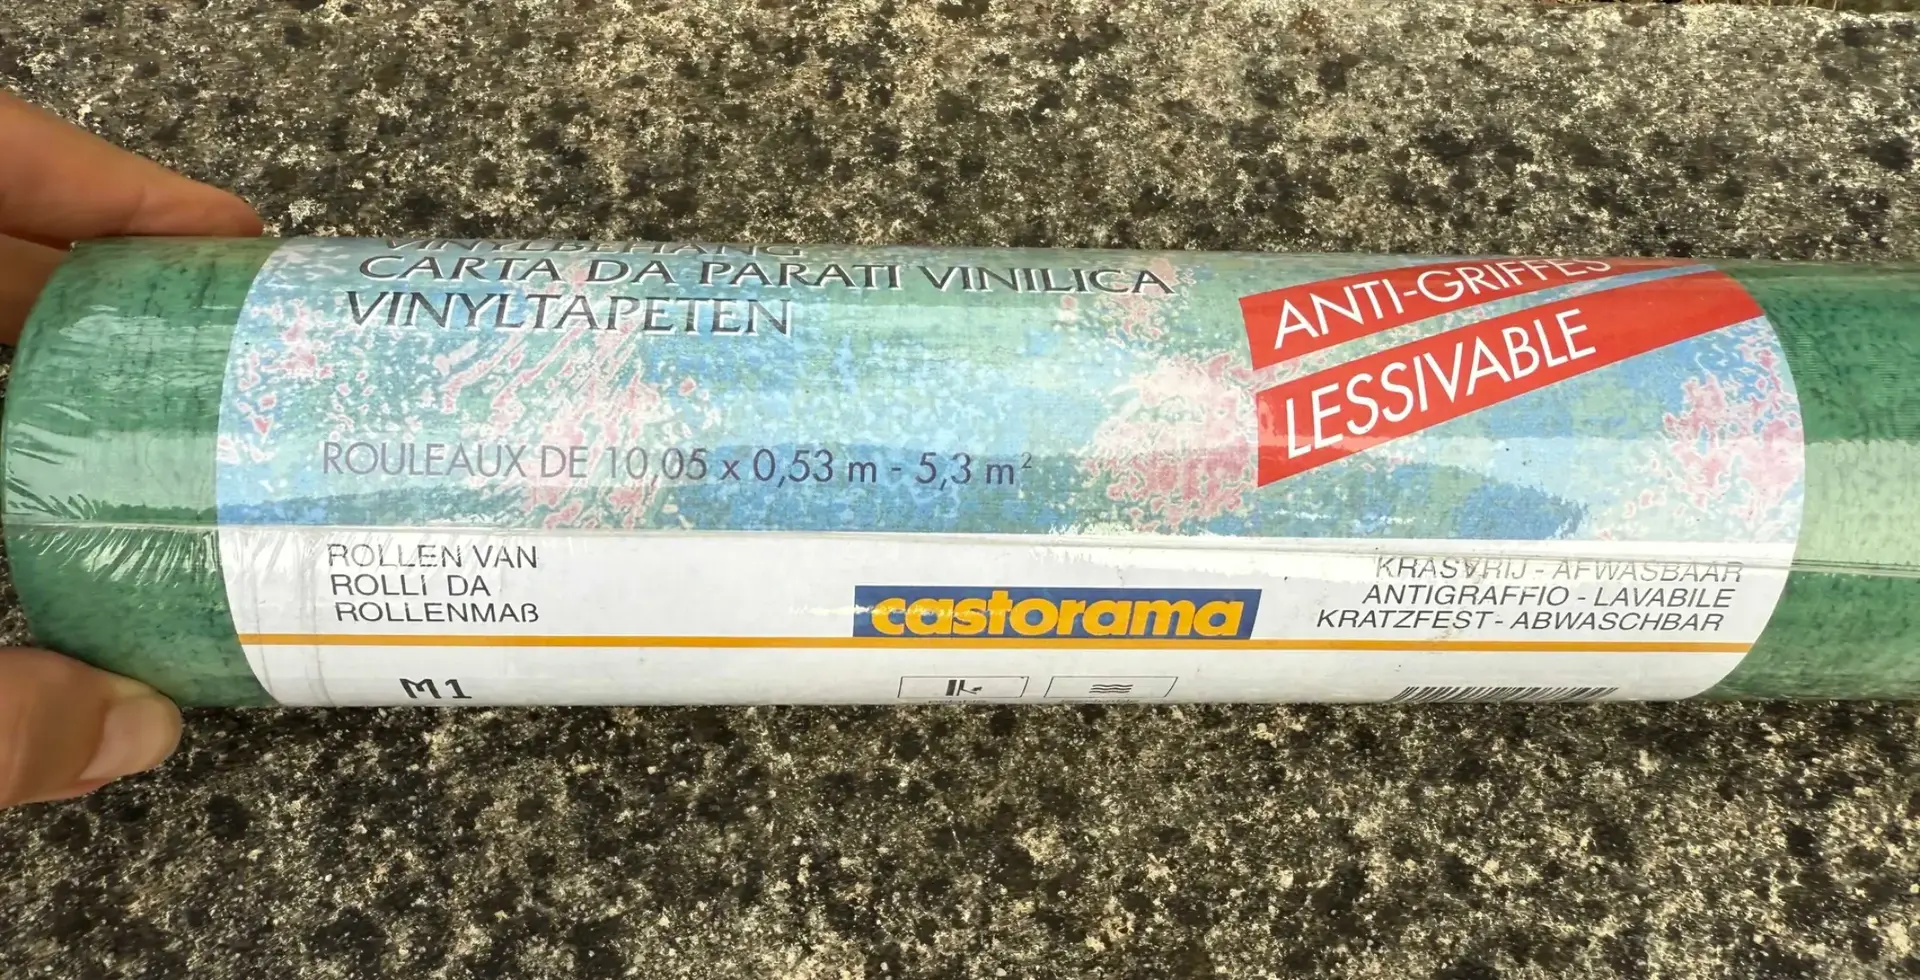 VINYLBEHANG
CARTA DA PARATI VINILICA
VINYLTAPETEN
ANTI-GRIFFES
LESSIVABLE
ROULEAUX DE 10,05 x 0,53 m - 5,3 m²
ROLLEN VAN
ROLLI DA
ROLLENMAß
castorama
KRASVRIJ - AFWASBAAR
ANTIGRAFFIO - LAVABILE
KRATZFEST - ABWASCHBAR
M1